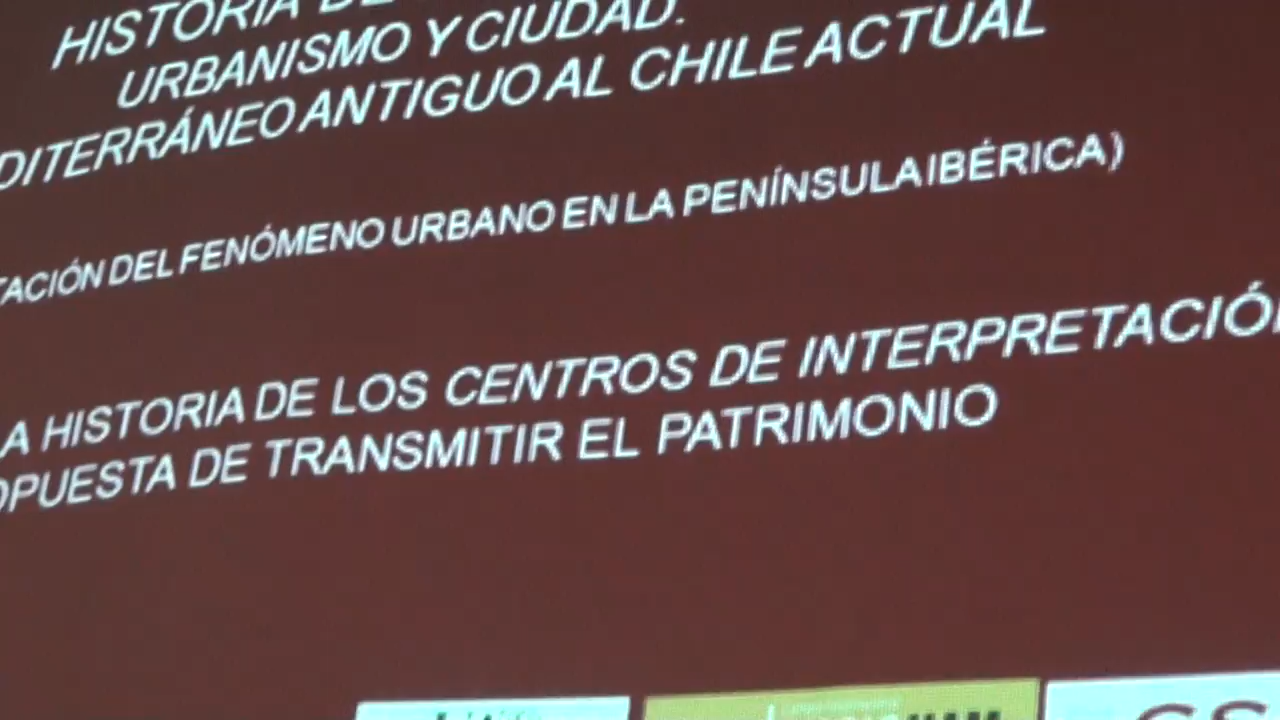 HISTORIA DE
URBANISMO Y CIUDAD.
DITERRÁNEO ANTIGUO AL CHILE ACTUAL
TACIÓN DEL FENÓMENO URBANO EN LA PENÍNSULA IBÉRICA)
A HISTORIA DE LOS CENTROS DE INTERPRETACIÓN
OPUESTA DE TRANSMITIR EL PATRIMONIO